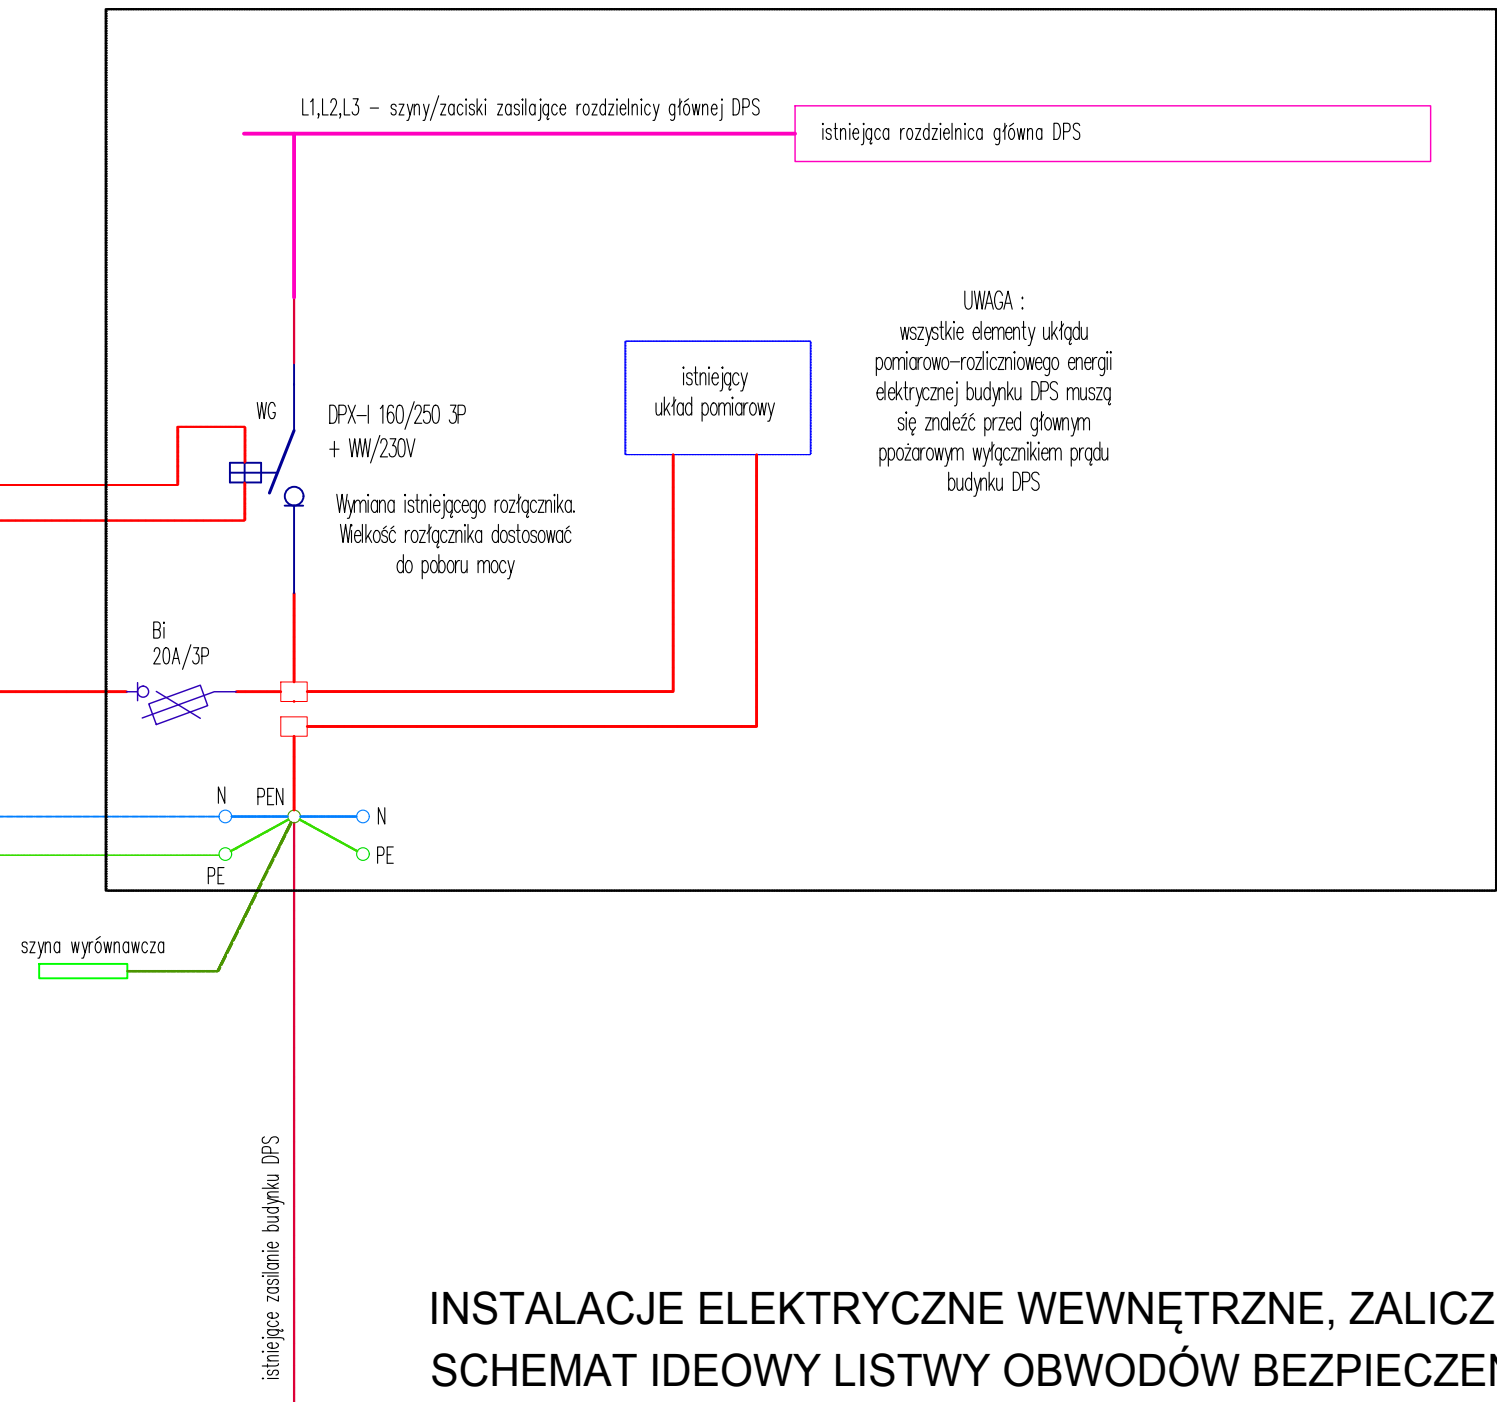 L1,L2,L3 – szyny/zaciski zasilające rozdzielnicy głównej DPS
istniejąca rozdzielnica główna DPS
UWAGA :
wszystkie elementy ukłądu
pomiarowo–rozliczniowego energii
elektrycznej budynku DPS muszą
się znaleźć przed głownym
ppożarowym wyłącznikiem prądu
budynku DPS
istniejący
układ pomiarowy
WG
DPX–I 160/250 3P
+ WW/230V
Wymiana istniejącego rozłącznika.
Wielkość rozłącznika dostosować
do poboru mocy
Bi
20A/3P
N
PEN
N
PE
PE
szyna wyrównawcza
istniejące zasilanie budynku DPS
INSTALACJE ELEKTRYCZNE WEWNĘTRZNE, ZALICZ
SCHEMAT IDEOWY LISTWY OBWODÓW BEZPIECZEN